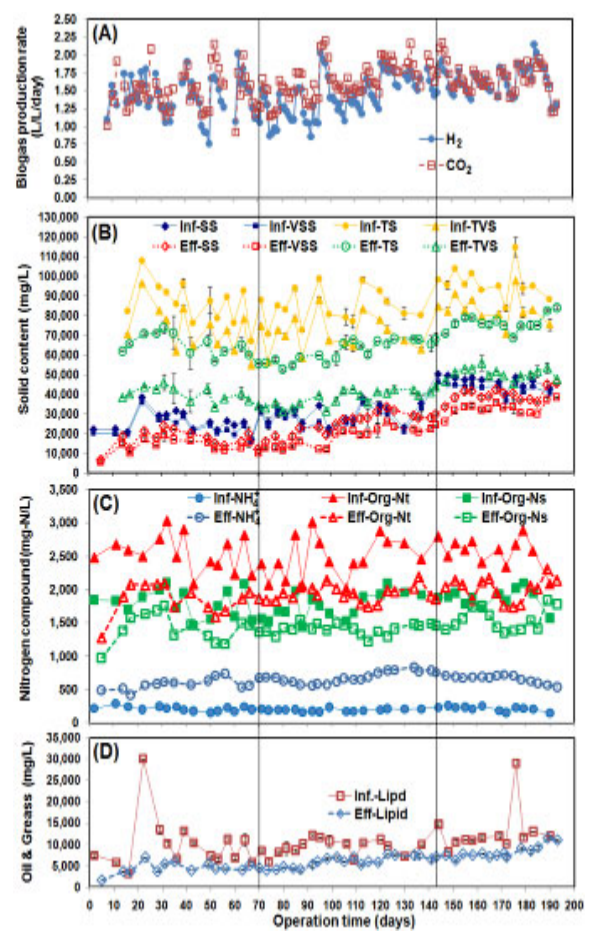 (A)
Biogas production rate
(L/L/day)
2.50
2.25
2.00
1.75
1.50
1.25
1.00
0.75
0.50
0.25
0.00
H2
CO2
(B)
Solid content (mg/L)
130,000
120,000
110,000
100,000
90,000
80,000
70,000
60,000
50,000
40,000
30,000
20,000
10,000
0
Inf-SS Inf-VSS Inf-TS Inf-TVS
Eff-SS Eff-VSS Eff-TS Eff-TVS
(C)
Nitrogen compound(mg-N/L)
3,500
3,000
2,500
2,000
1,500
1,000
500
0
Inf-NH4+ Inf-Org-Nt Inf-Org-Ns
Eff-NH4+ Eff-Org-Nt Eff-Org-Ns
(D)
Oil & Greass (mg/L)
35,000
30,000
25,000
20,000
15,000
10,000
5,000
0
Inf.-Lipd
Eff-Lipid
0 10 20 30 40 50 60 70 80 90 100 110 120 130 140 150 160 170 180 190 200
Operation time (days)